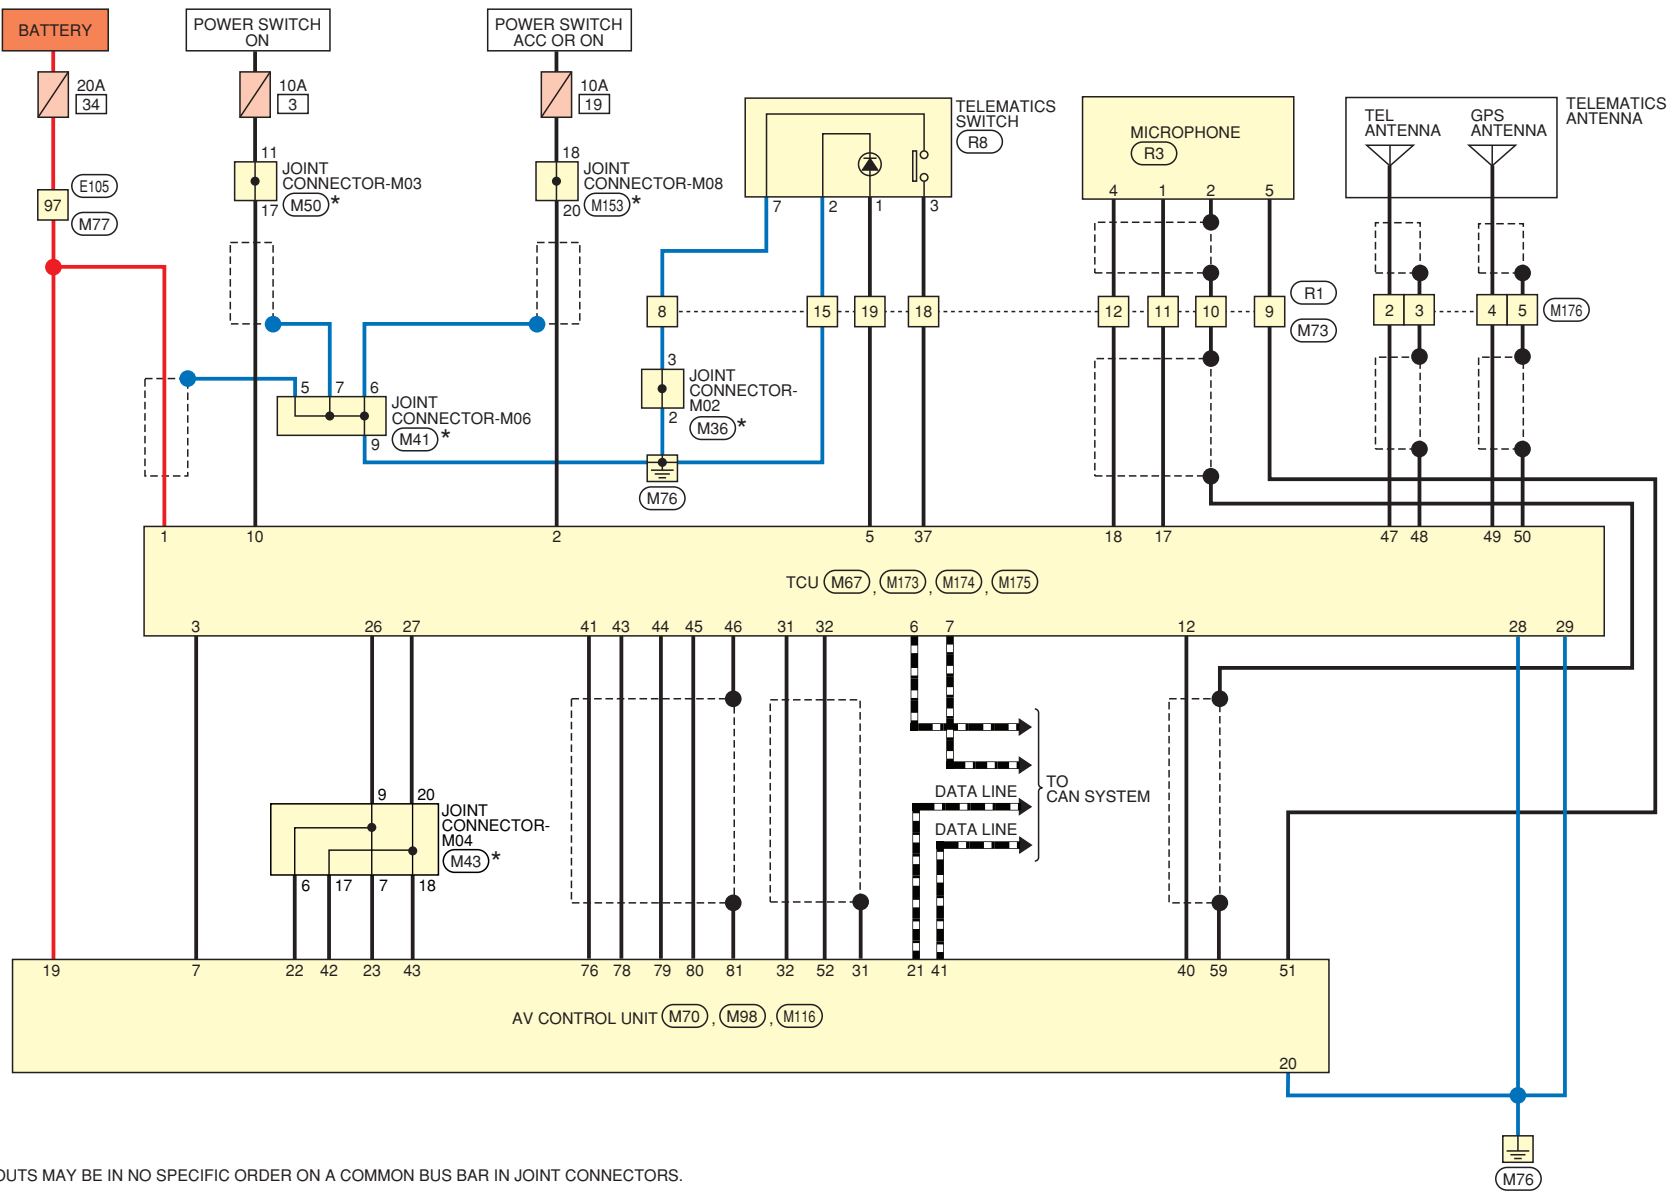 BATTERY
POWER SWITCH
ON
POWER SWITCH
ACC OR ON
20A
34
10A
3
10A
19
TELEMATICS
SWITCH
R8
MICROPHONE
R3
TEL
ANTENNA
GPS
ANTENNA
TELEMATICS
ANTENNA
11
JOINT
CONNECTOR-M03
M50 *
17
18
JOINT
CONNECTOR-M08
M153 *
20
97
E105
M77
7 2 1 3
4 1 2 5
8 15 19 18 12 11 10 9
R1
M73
2 3 4 5
M176
5 7 6
JOINT
CONNECTOR-M06
M41 *
9
3
JOINT
CONNECTOR-
M02
M36 *
2
M76
1 10 2 5 37 18 17 47 48 49 50
TCU M67 , M173 , M174 , M175
3 26 27 41 43 44 45 46 31 32 6 7 12 28 29
TO
CAN SYSTEM
DATA LINE
DATA LINE
9 20
JOINT
CONNECTOR-
M04
M43 *
6 17 7 18
19 7 22 42 23 43 76 78 79 80 81 32 52 31 21 41 40 59 51
AV CONTROL UNIT M70 , M98 , M116
20
M76
OUTS MAY BE IN NO SPECIFIC ORDER ON A COMMON BUS BAR IN JOINT CONNECTORS.